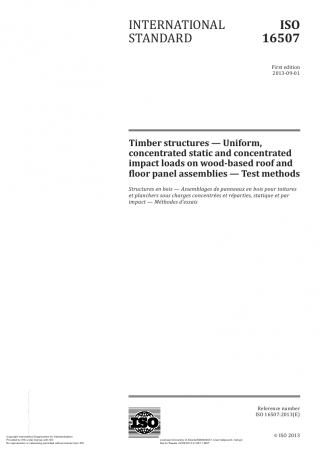 INTERNATIONAL
STANDARD
ISO
16507
First edition
2013-09-01
Timber structures — Uniform,
concentrated static and concentrated
impact loads on wood-based roof and
floor panel assemblies — Test methods
Structures en bois — Assemblages de panneaux en bois pour toitures
et planchers sous charges concentrées et réparties, statique et par
impact — Méthodes d'essais
Reference number
ISO 16507:2013(E)
ISO
© ISO 2013